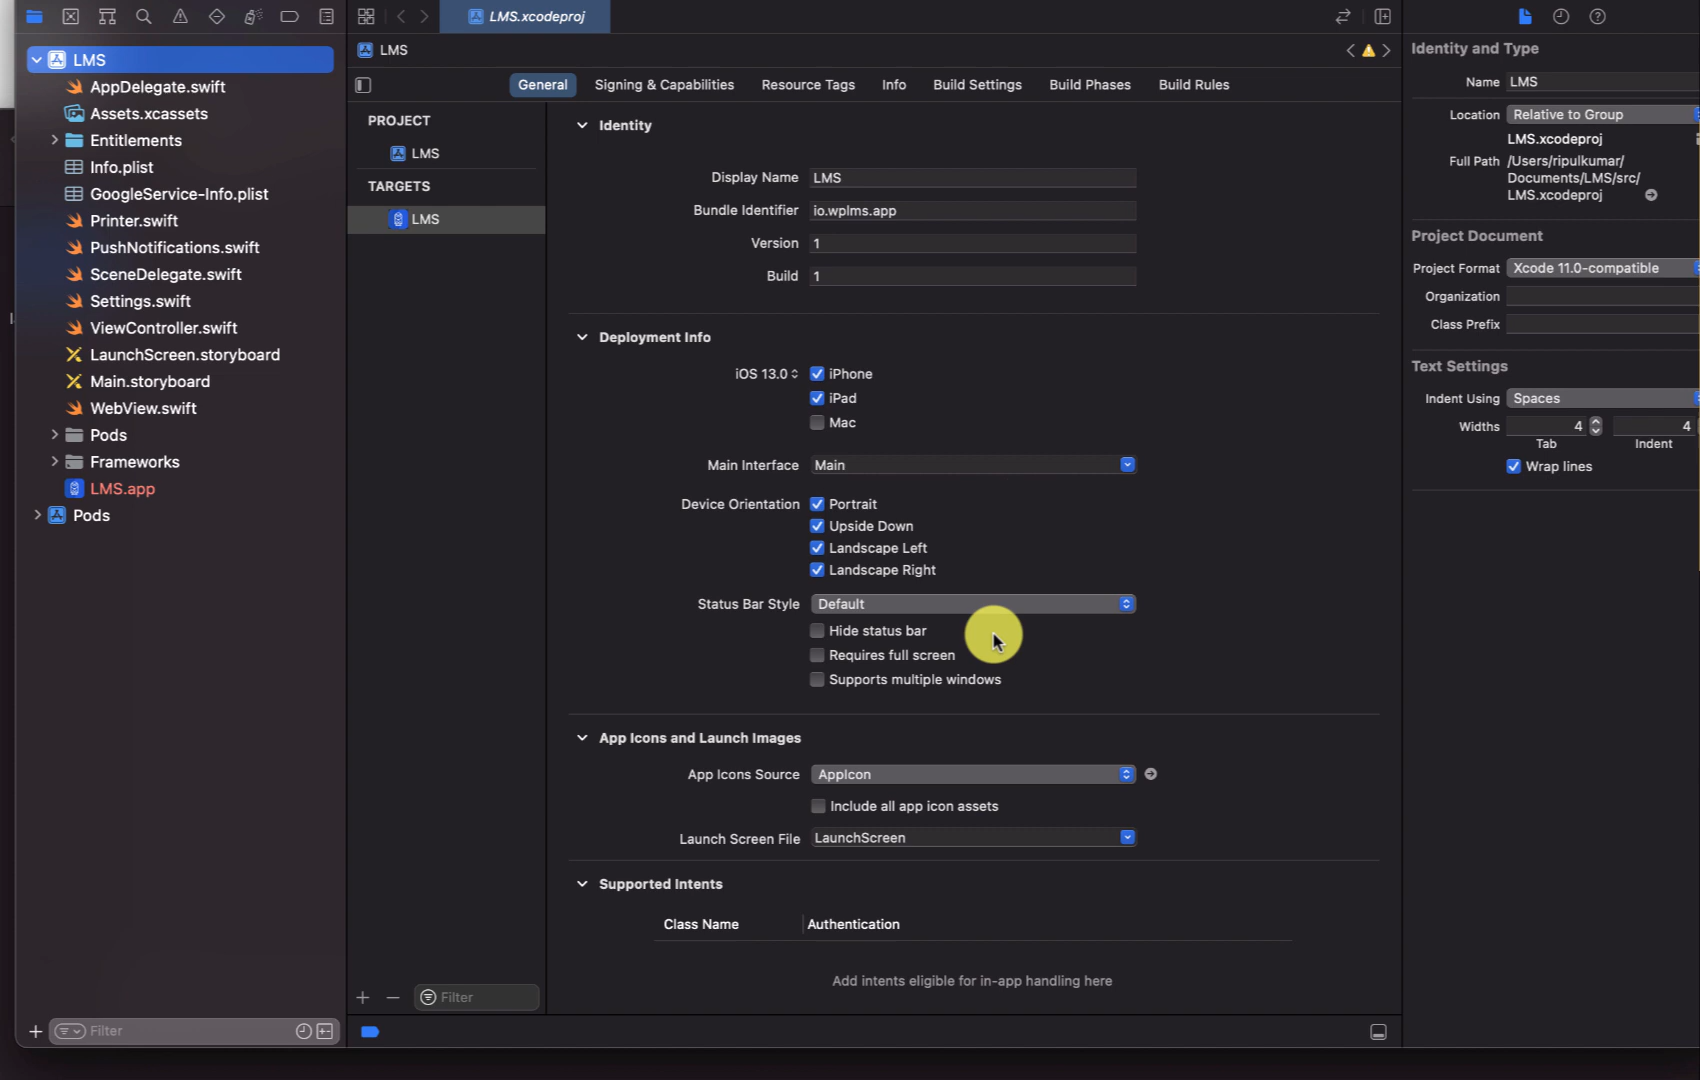 LMS.xcodeproj
LMS
AppDelegate.swift
Assets.xcassets
Entitlements
Info.plist
GoogleService-Info.plist
Printer.swift
PushNotifications.swift
SceneDelegate.swift
Settings.swift
ViewController.swift
LaunchScreen.storyboard
Main.storyboard
WebView.swift
Pods
Frameworks
LMS.app
Pods
Filter
LMS
General Signing & Capabilities Resource Tags Info Build Settings Build Phases Build Rules
PROJECT
LMS
TARGETS
LMS
Filter
Identity
Display Name LMS
Bundle Identifier io.wplms.app
Version 1
Build 1
Deployment Info
iOS 13.0 iPhone
iPad
Mac
Main Interface Main
Device Orientation Portrait
Upside Down
Landscape Left
Landscape Right
Status Bar Style Default
Hide status bar
Requires full screen
Supports multiple windows
App Icons and Launch Images
App Icons Source AppIcon
Include all app icon assets
Launch Screen File LaunchScreen
Supported Intents
Class Name Authentication
Add intents eligible for in-app handling here
Identity and Type
Name LMS
Location Relative to Group
LMS.xcodeproj
Full Path /Users/ripulkumar/
Documents/LMS/src/
LMS.xcodeproj
Project Document
Project Format Xcode 11.0-compatible
Organization
Class Prefix
Text Settings
Indent Using Spaces
Widths 4 4
Tab Indent
Wrap lines